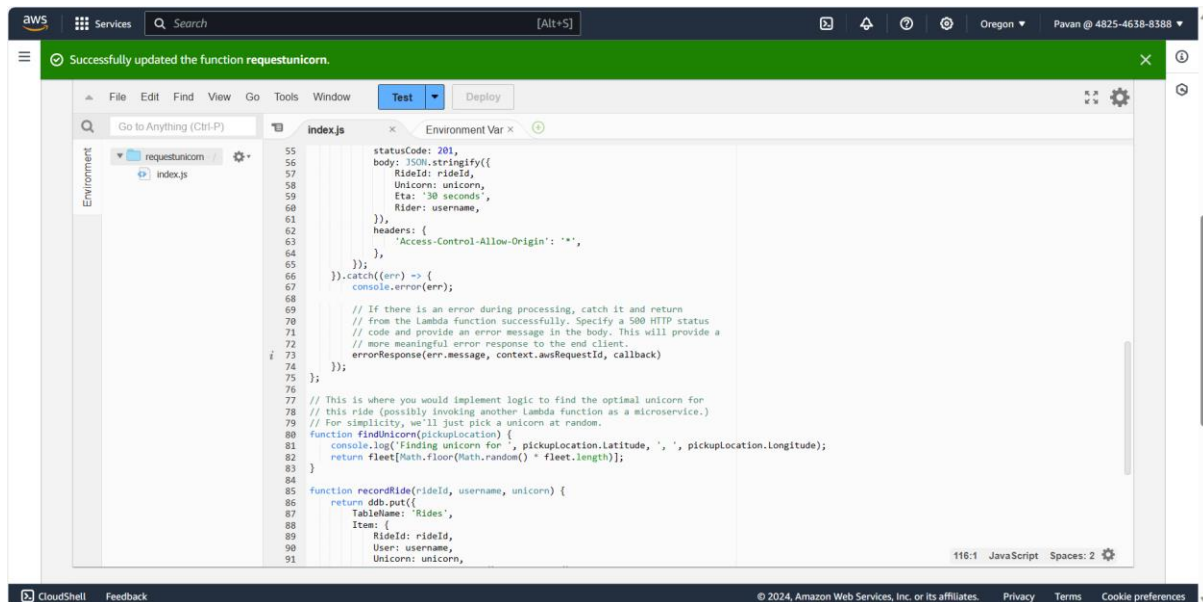 aws Services Search [Alt+S] Oregon ▼ Pavan @ 4825-4638-8388 ▼
Successfully updated the function requestunicorn.
File Edit Find View Go Tools Window Test Deploy
Go to Anything (Ctrl-P) index.js × Environment Var ×
Environment
requestunicorn /
index.js
55 statusCode: 201,
56 body: JSON.stringify({
57 RideId: rideId,
58 Unicorn: unicorn,
59 Eta: '30 seconds',
60 Rider: username,
61 }),
62 headers: {
63 'Access-Control-Allow-Origin': '*',
64 },
65 });
66 }).catch((err) => {
67 console.error(err);
68
69 // If there is an error during processing, catch it and return
70 // from the Lambda function successfully. Specify a 500 HTTP status
71 // code and provide an error message in the body. This will provide a
72 // more meaningful error response to the end client.
i 73 errorResponse(err.message, context.awsRequestId, callback)
74 });
75 };
76
77 // This is where you would implement logic to find the optimal unicorn for
78 // this ride (possibly invoking another Lambda function as a microservice.)
79 // For simplicity, we'll just pick a unicorn at random.
80 function findUnicorn(pickupLocation) {
81 console.log('Finding unicorn for ', pickupLocation.Latitude, ', ', pickupLocation.Longitude);
82 return fleet[Math.floor(Math.random() * fleet.length)];
83 }
84
85 function recordRide(rideId, username, unicorn) {
86 return ddb.put({
87 TableName: 'Rides',
88 Item: {
89 RideId: rideId,
90 User: username,
91 Unicorn: unicorn,
116:1 JavaScript Spaces: 2
CloudShell Feedback © 2024, Amazon Web Services, Inc. or its affiliates. Privacy Terms Cookie preferences